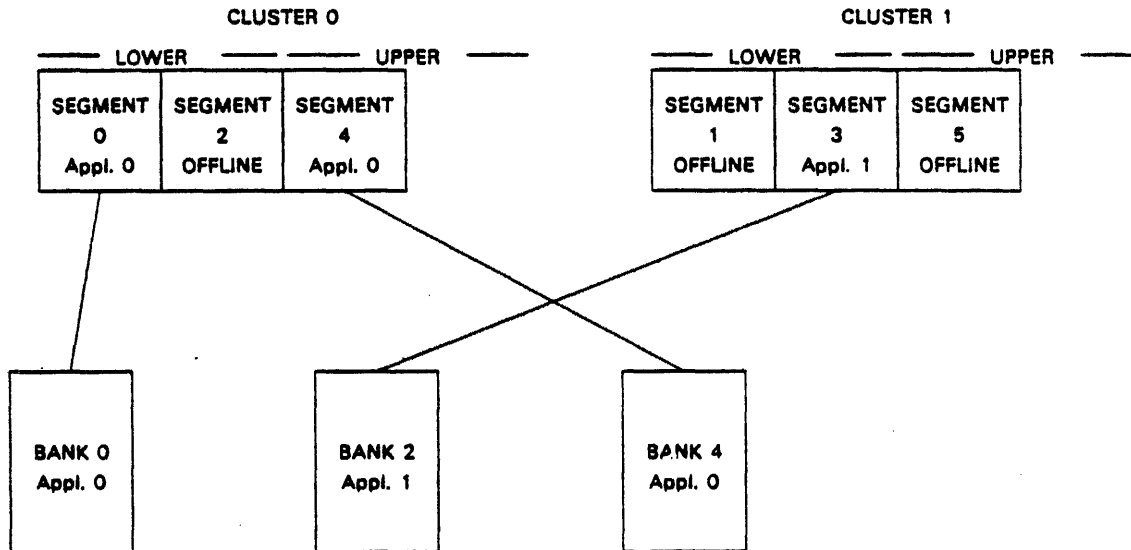 CLUSTER 0
CLUSTER 1
LOWER UPPER
LOWER UPPER
SEGMENT
0
Appl. 0
SEGMENT
2
OFFLINE
SEGMENT
4
Appl. 0
SEGMENT
1
OFFLINE
SEGMENT
3
Appl. 1
SEGMENT
5
OFFLINE
BANK 0
Appl. 0
BANK 2
Appl. 1
BANK 4
Appl. 0